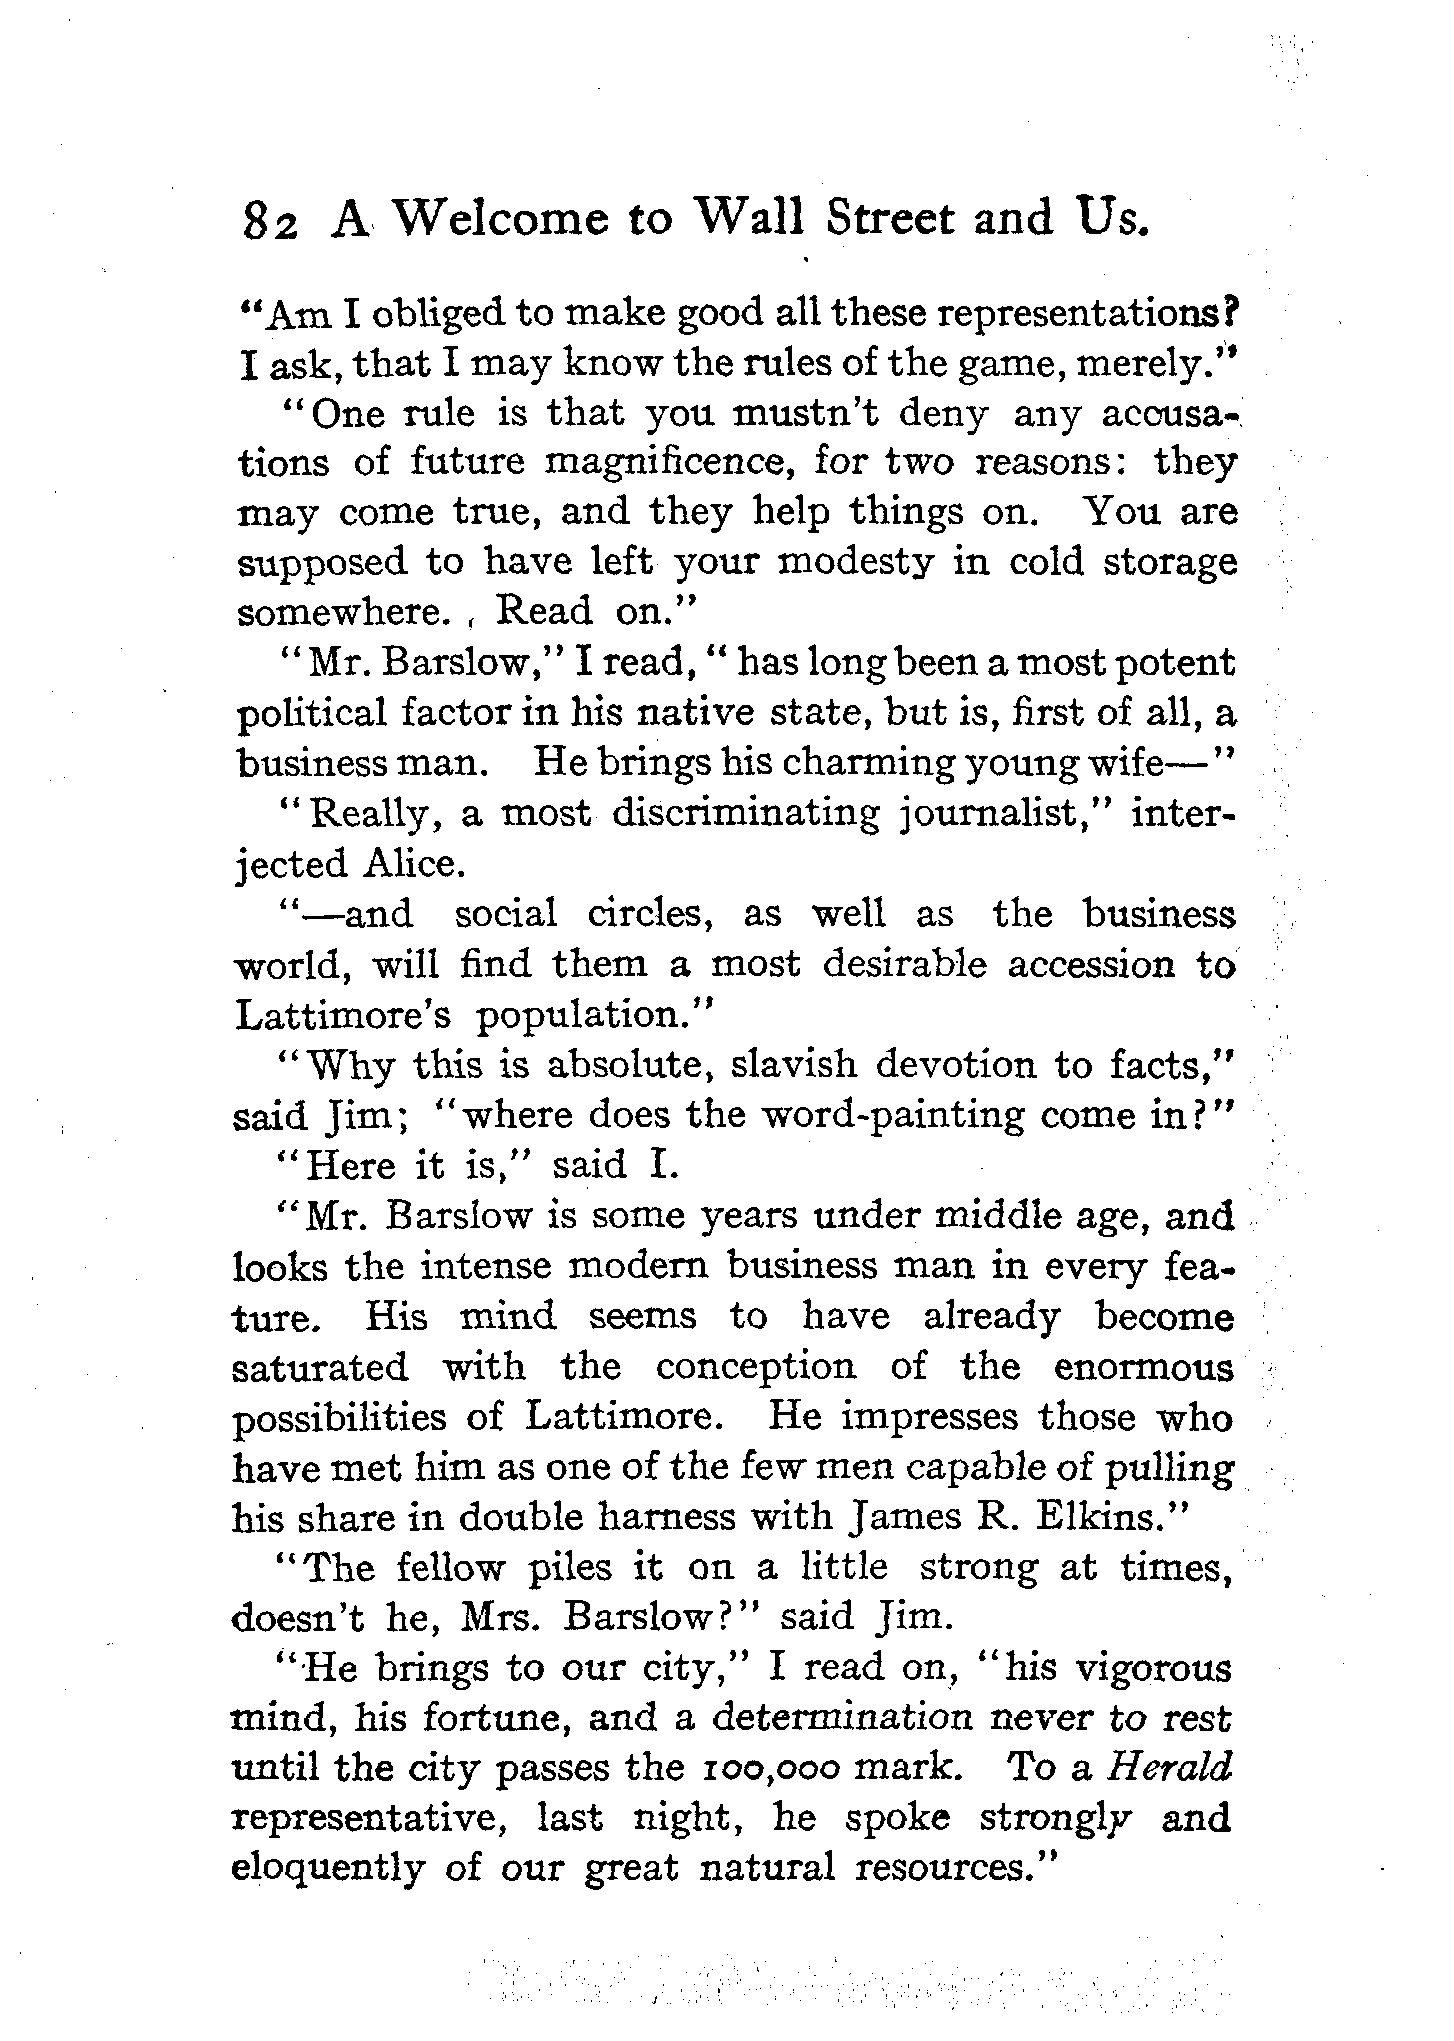 82 A Welcome to Wall Street and Us.
“Am I obliged to make good all these representations?
I ask, that I may know the rules of the game, merely.”
“One rule is that you mustn't deny any accusa-
tions of future magnificence, for two reasons: they
may come true, and they help things on. You are
supposed to have left your modesty in cold storage
somewhere. Read on.”
“Mr. Barslow,” I read, “has long been a most potent
political factor in his native state, but is, first of all, a
business man. He brings his charming young wife—”
“Really, a most discriminating journalist,” inter-
jected Alice.
“—and social circles, as well as the business
world, will find them a most desirable accession to
Lattimore's population.”
“Why this is absolute, slavish devotion to facts,”
said Jim; “where does the word-painting come in?”
“Here it is,” said I.
“Mr. Barslow is some years under middle age, and
looks the intense modern business man in every fea-
ture. His mind seems to have already become
saturated with the conception of the enormous
possibilities of Lattimore. He impresses those who
have met him as one of the few men capable of pulling
his share in double harness with James R. Elkins.”
“The fellow piles it on a little strong at times,
doesn't he, Mrs. Barslow?” said Jim.
“He brings to our city,” I read on, “his vigorous
mind, his fortune, and a determination never to rest
until the city passes the 100,000 mark. To a Herald
representative, last night, he spoke strongly and
eloquently of our great natural resources.”